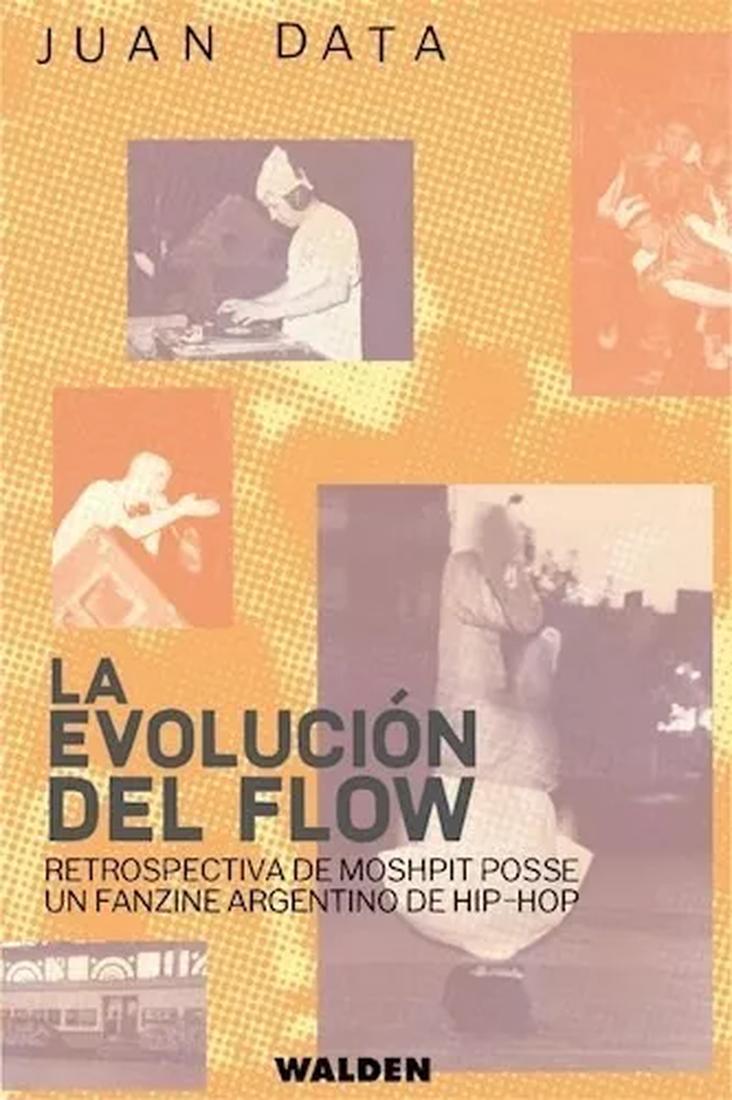 JUAN DATA
LA
EVOLUCIÓN
DEL FLOW
RETROSPECTIVA DE MOSHPIT POSSE
UN FANZINE ARGENTINO DE HIP-HOP
WALDEN